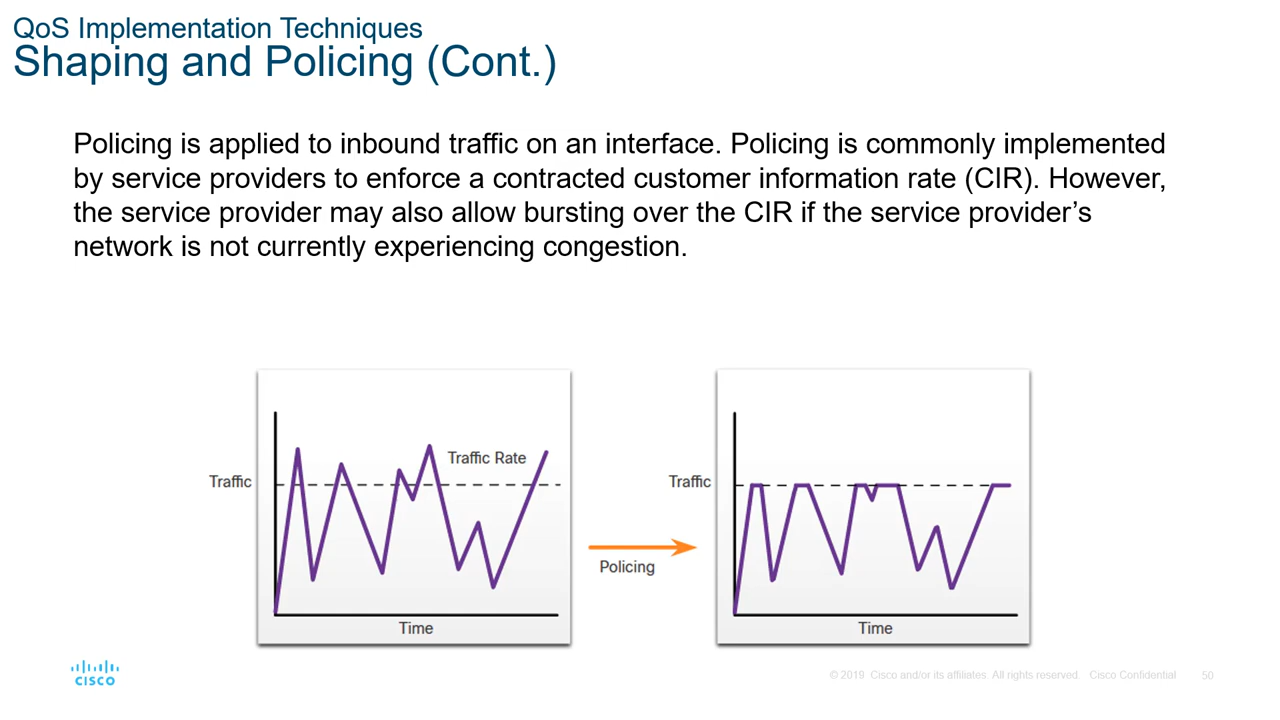 QoS Implementation Techniques
Shaping and Policing (Cont.)
Policing is applied to inbound traffic on an interface. Policing is commonly implemented
by service providers to enforce a contracted customer information rate (CIR). However,
the service provider may also allow bursting over the CIR if the service provider’s
network is not currently experiencing congestion.
Traffic Rate
Traffic
Time
Policing
Traffic
Time
CISCO
© 2019 Cisco and/or its affiliates. All rights reserved. Cisco Confidential
50